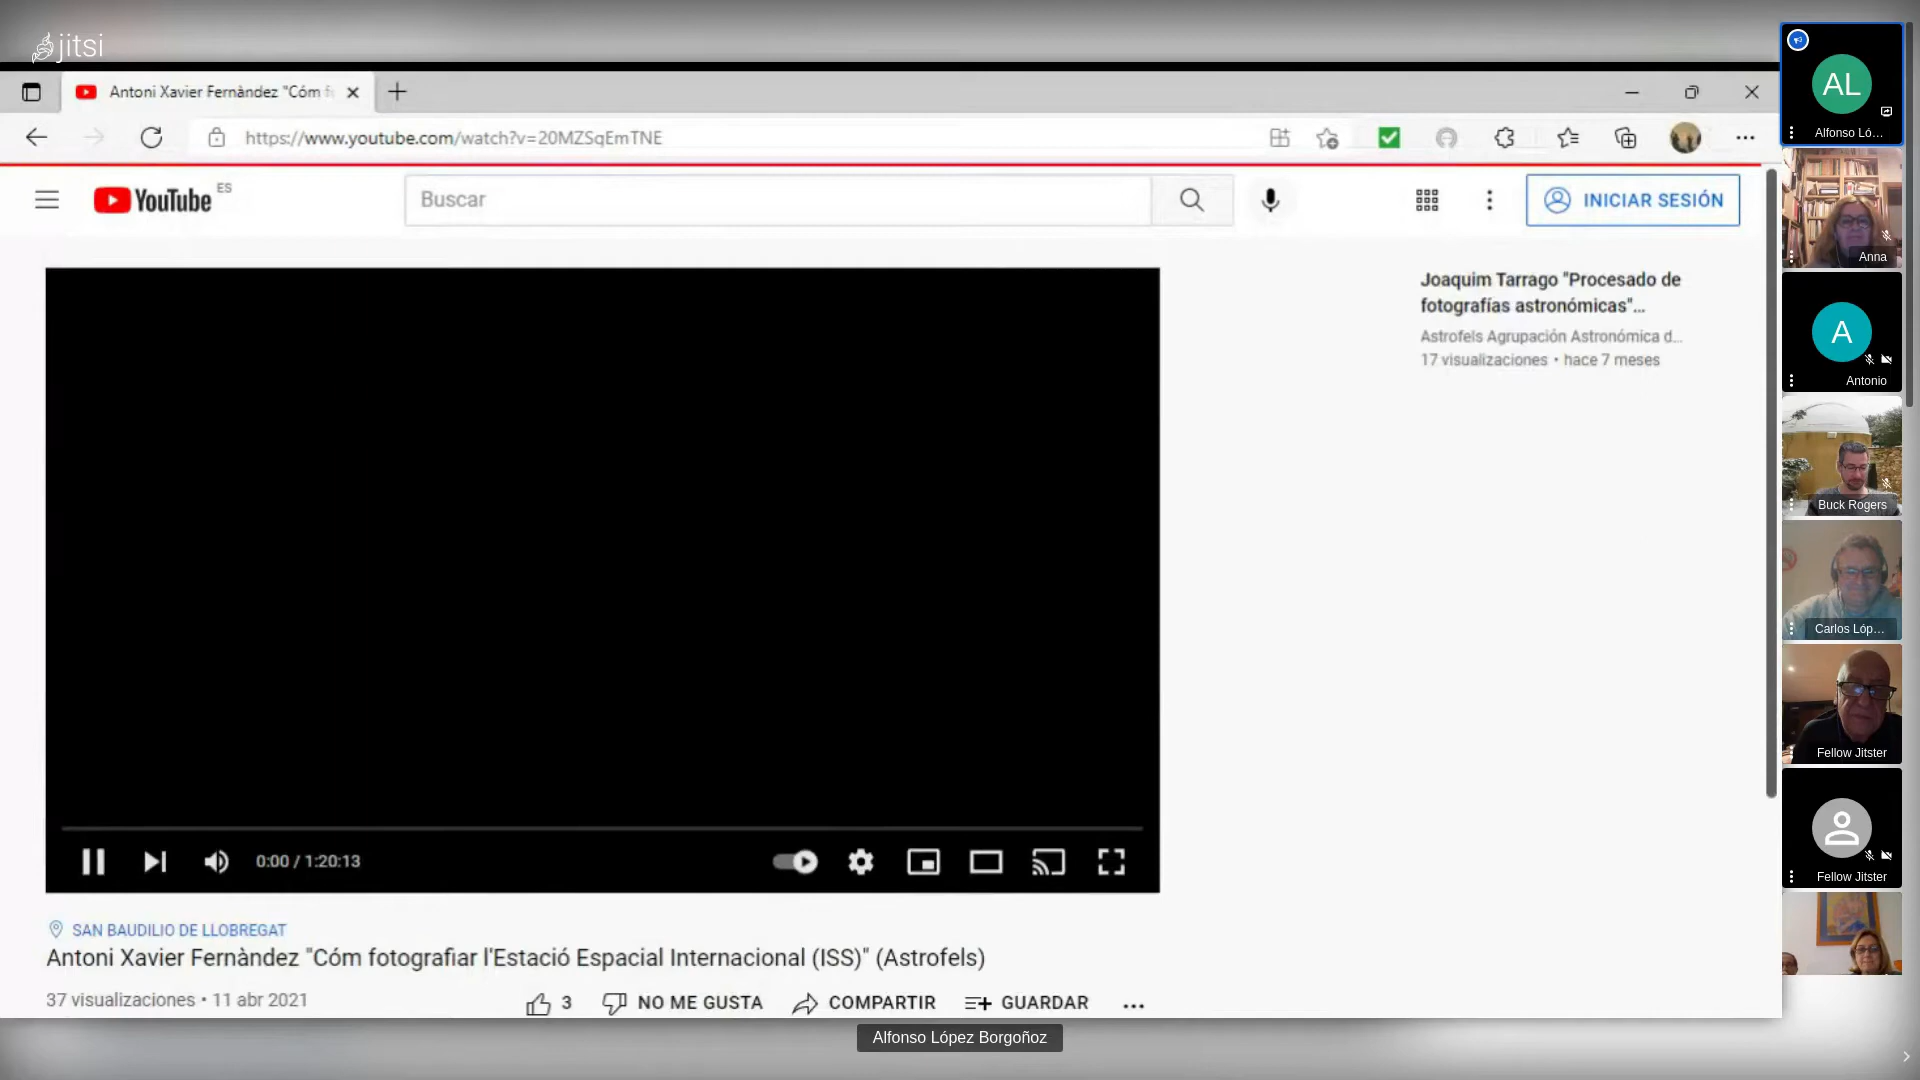 jitsi
Antoni Xavier Fernàndez "Cóm f
https://www.youtube.com/watch?v=20MZSqEmTNE
YouTube ES
Buscar
INICIAR SESIÓN
Joaquim Tarrago "Procesado de
fotografías astronómicas"...
Astrofels Agrupación Astronómica d...
17 visualizaciones • hace 7 meses
0:00 / 1:20:13
SAN BAUDILIO DE LLOBREGAT
Antoni Xavier Fernàndez "Cóm fotografiar l'Estació Espacial Internacional (ISS)" (Astrofels)
37 visualizaciones • 11 abr 2021
3
NO ME GUSTA
COMPARTIR
GUARDAR
...
Alfonso López Borgoñoz
AL
Alfonso Ló...
Anna
A
Antonio
Buck Rogers
Carlos Lóp...
Fellow Jitster
Fellow Jitster